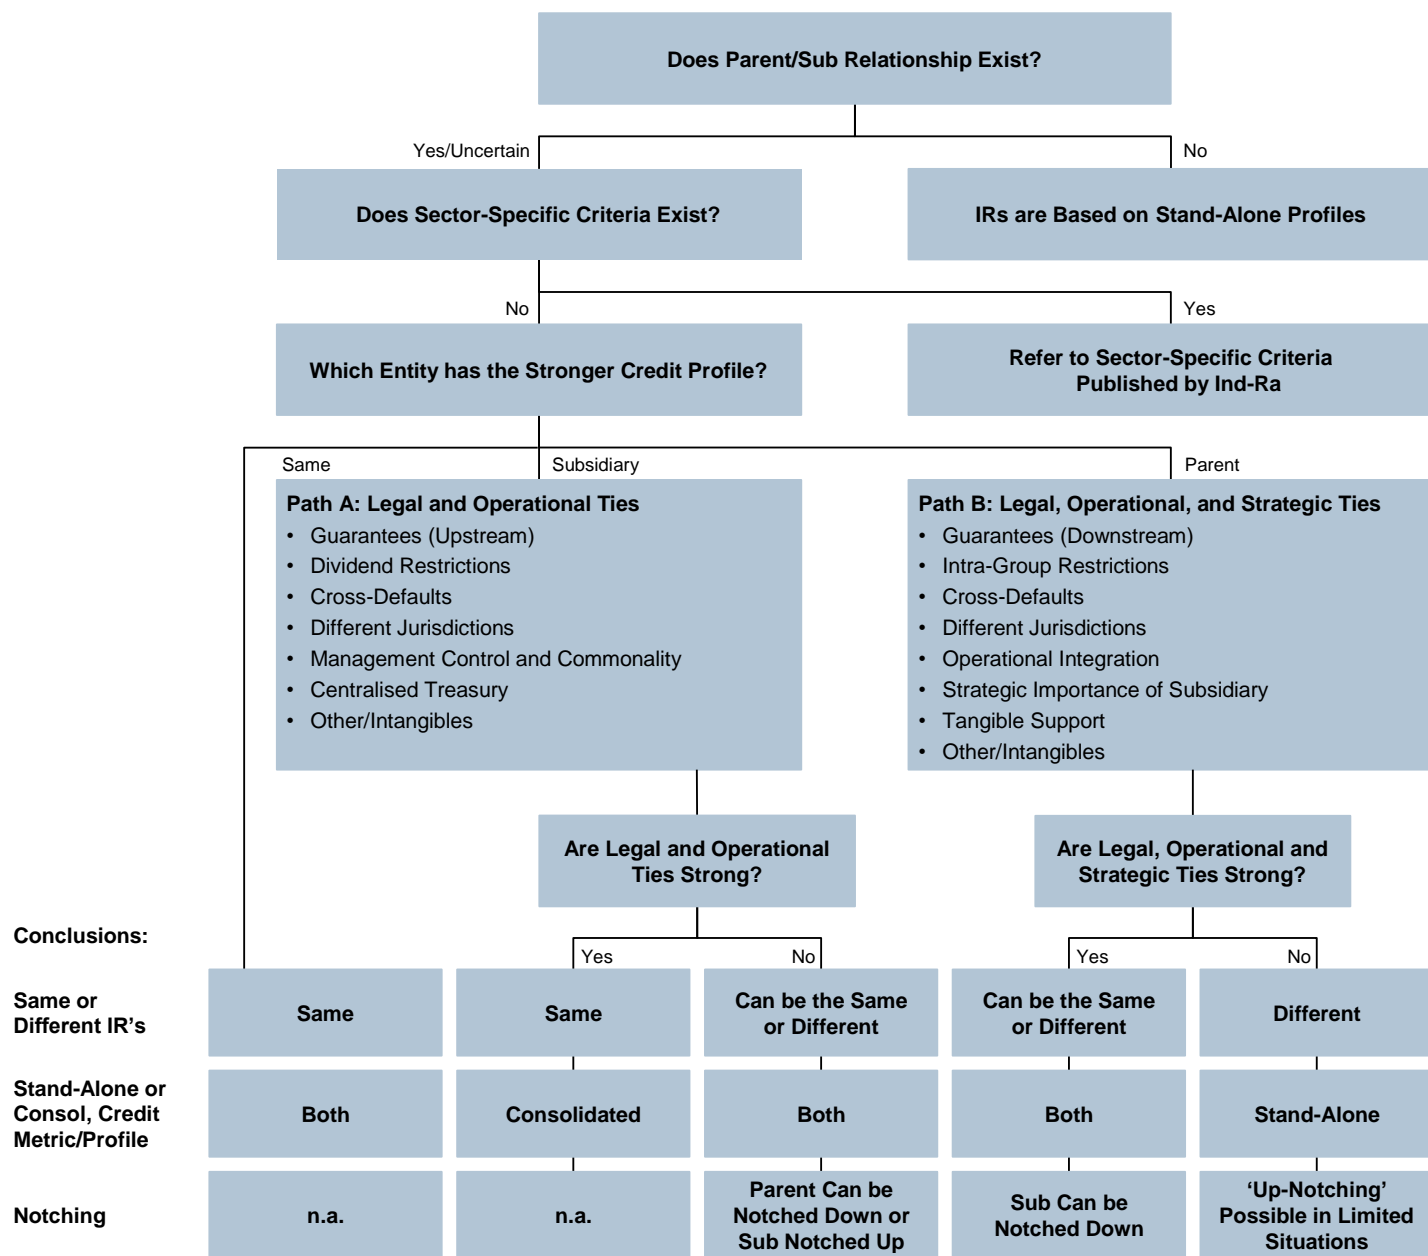 Does Parent/Sub Relationship Exist?
Yes/Uncertain
No
Does Sector-Specific Criteria Exist?
IRs are Based on Stand-Alone Profiles
No
Yes
Which Entity has the Stronger Credit Profile?
Refer to Sector-Specific Criteria
Published by Ind-Ra
Same
Subsidiary
Parent
Path A: Legal and Operational Ties
• Guarantees (Upstream)
• Dividend Restrictions
• Cross-Defaults
• Different Jurisdictions
• Management Control and Commonality
• Centralised Treasury
• Other/Intangibles
Path B: Legal, Operational, and Strategic Ties
• Guarantees (Downstream)
• Intra-Group Restrictions
• Cross-Defaults
• Different Jurisdictions
• Operational Integration
• Strategic Importance of Subsidiary
• Tangible Support
• Other/Intangibles
Are Legal and Operational
Ties Strong?
Are Legal, Operational and
Strategic Ties Strong?
Conclusions:
Yes
No
Yes
No
Same or
Different IR’s
Same
Same
Can be the Same
or Different
Can be the Same
or Different
Different
Stand-Alone or
Consol, Credit
Metric/Profile
Both
Consolidated
Both
Both
Stand-Alone
Notching
n.a.
n.a.
Parent Can be
Notched Down or
Sub Notched Up
Sub Can be
Notched Down
‘Up-Notching’
Possible in Limited
Situations